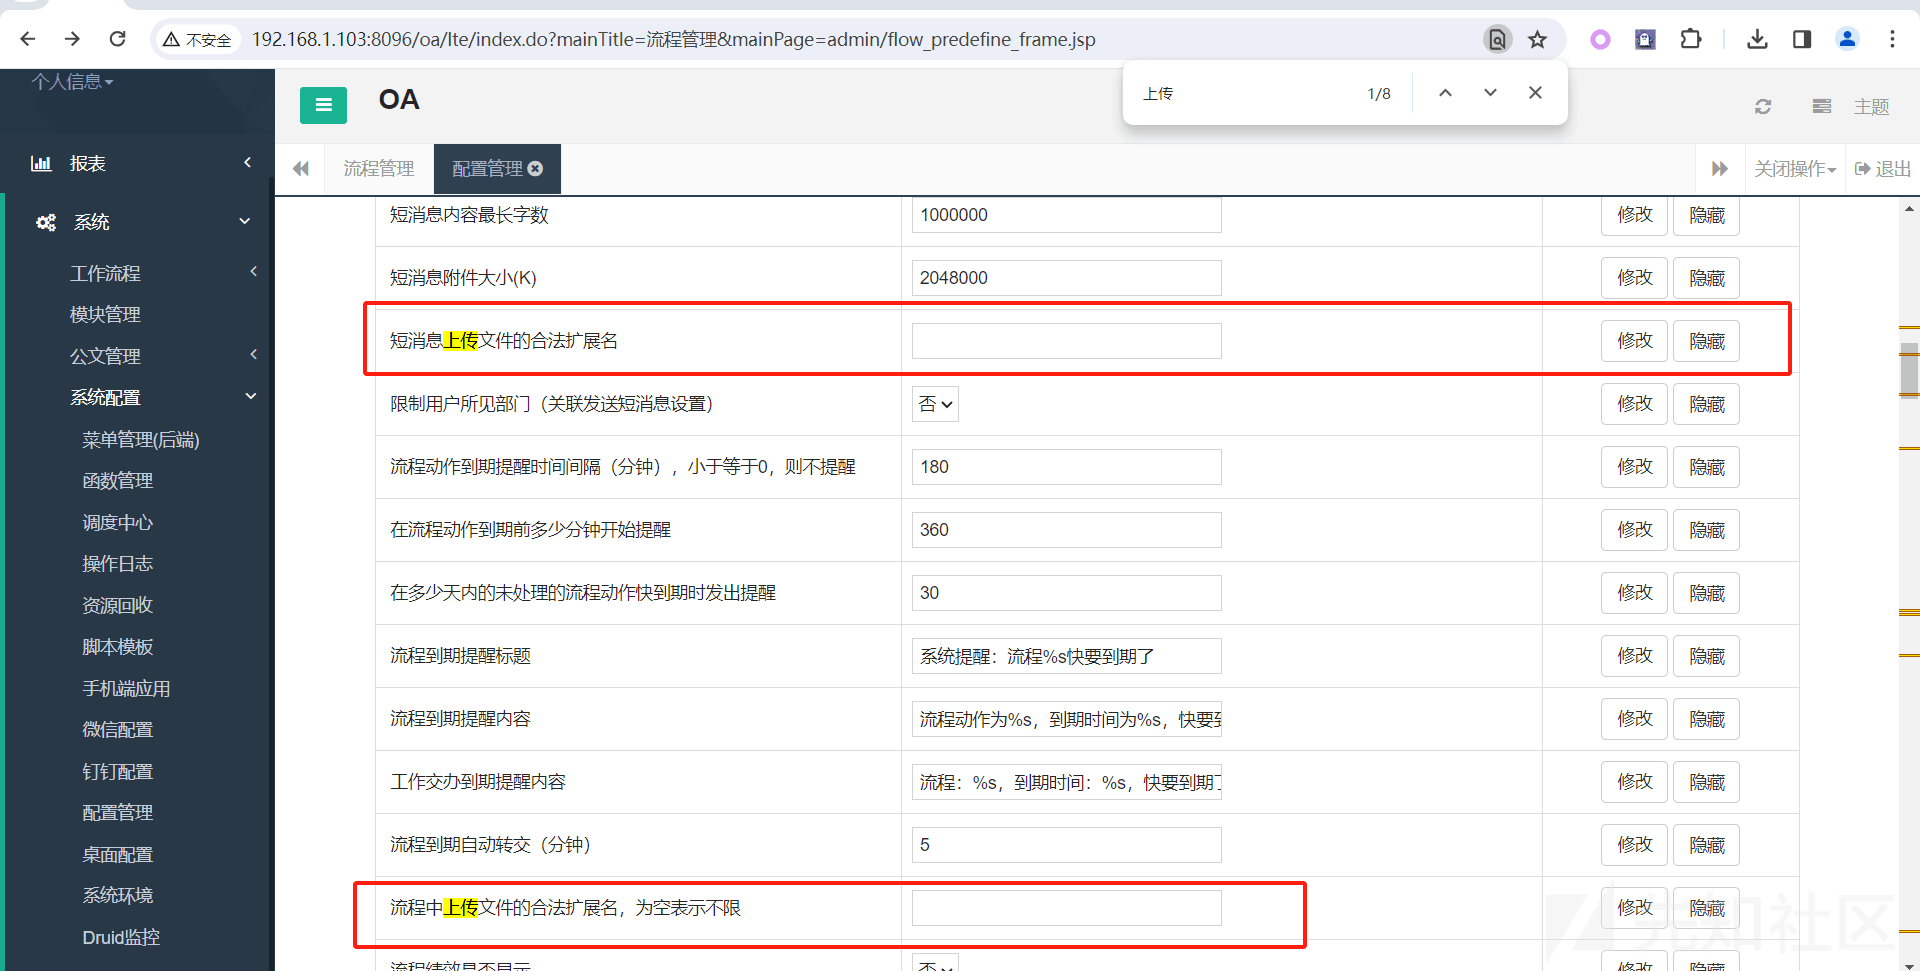 不安全
192.168.1.103:8096/oa/lte/index.do?mainTitle=流程管理&mainPage=admin/flow_predefine_frame.jsp
上传
1/8
个人信息
OA
主题
报表
流程管理
配置管理
关闭操作
退出
系统
工作流程
模块管理
公文管理
系统配置
菜单管理(后端)
函数管理
调度中心
操作日志
资源回收
脚本模板
手机端应用
微信配置
钉钉配置
配置管理
桌面配置
系统环境
Druid监控
短消息内容最长字数 1000000 修改 隐藏
短消息附件大小(K) 2048000 修改 隐藏
短消息上传文件的合法扩展名 修改 隐藏
限制用户所见部门（关联发送短消息设置） 否 修改 隐藏
流程动作到期提醒时间间隔（分钟），小于等于0，则不提醒 180 修改 隐藏
在流程动作到期前多少分钟开始提醒 360 修改 隐藏
在多少天内的未处理的流程动作快到期时发出提醒 30 修改 隐藏
流程到期提醒标题 系统提醒：流程%s快要到期了 修改 隐藏
流程到期提醒内容 流程动作为%s，到期时间为%s，快要到 修改 隐藏
工作交办到期提醒内容 流程：%s，到期时间：%s，快要到期了 修改 隐藏
流程到期自动转交（分钟） 5 修改 隐藏
流程中上传文件的合法扩展名，为空表示不限 修改 隐藏
流程绩效是否显示 否 修改 隐藏
先知社区